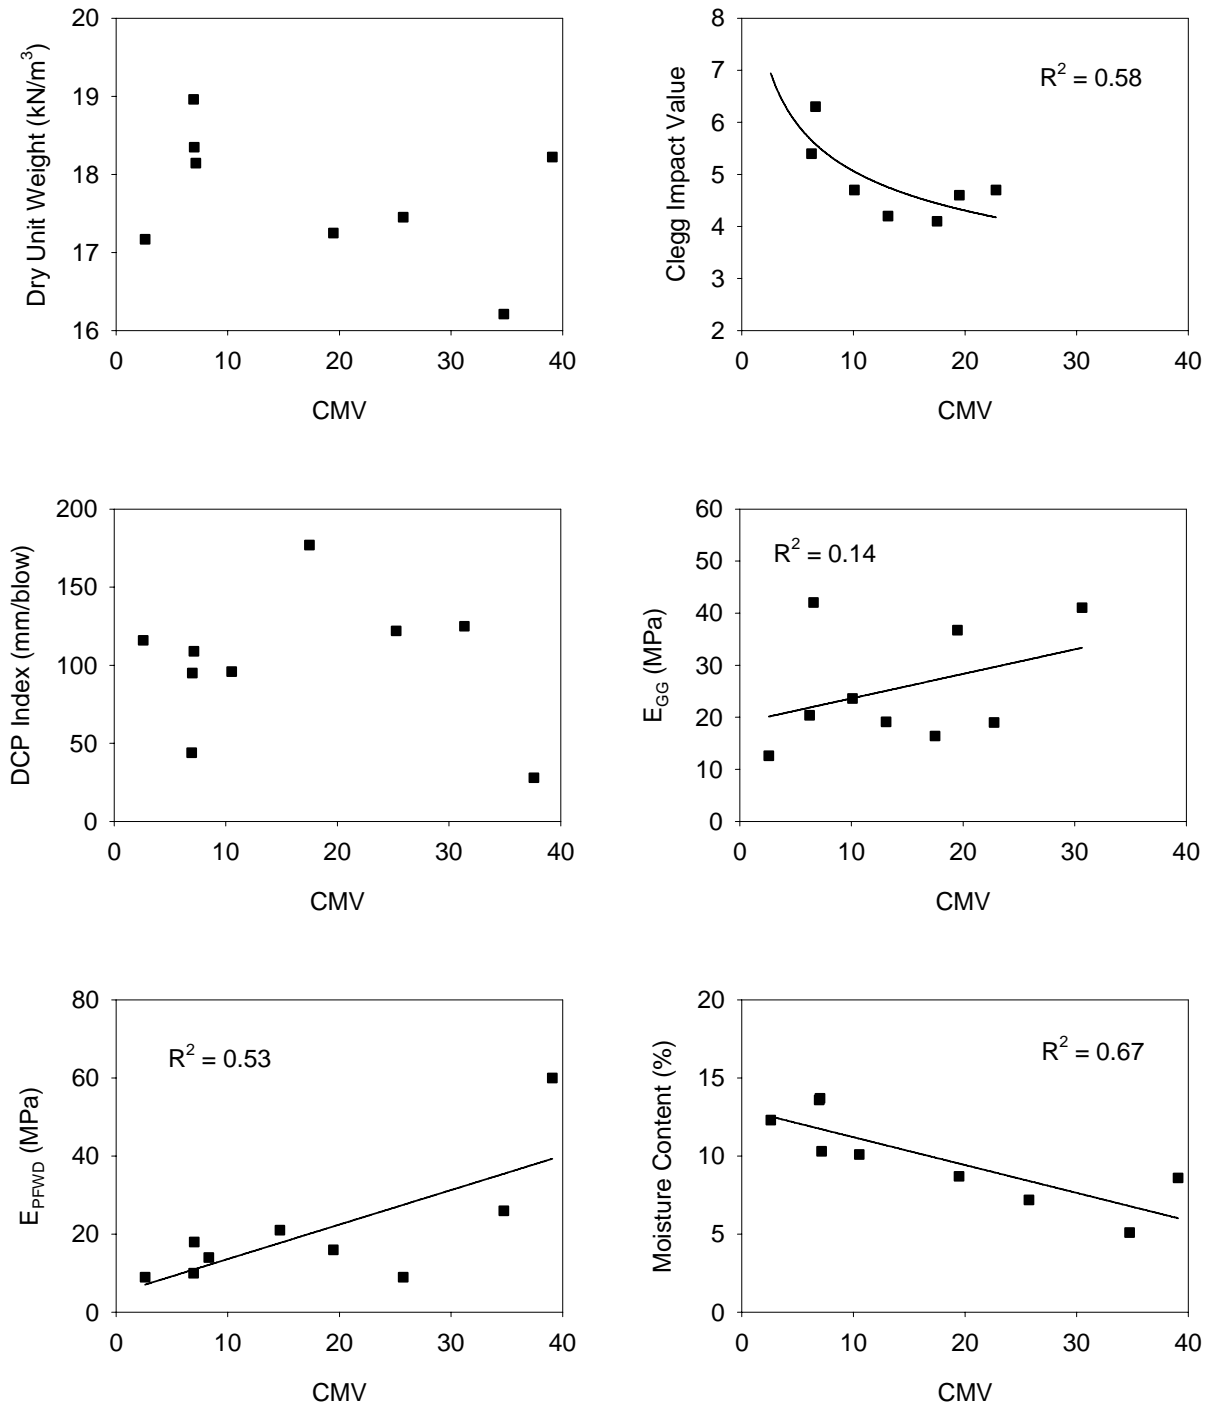 Dry Unit Weight (kN/m³)
20
19
18
17
16
0 10 20 30 40
CMV
Clegg Impact Value
8
7
6
5
4
3
2
R² = 0.58
0 10 20 30 40
CMV
DCP Index (mm/blow)
200
150
100
50
0
0 10 20 30 40
CMV
E_GG (MPa)
60
50
40
30
20
10
0
R² = 0.14
0 10 20 30 40
CMV
E_PFWD (MPa)
80
60
40
20
0
R² = 0.53
0 10 20 30 40
CMV
Moisture Content (%)
20
15
10
5
0
R² = 0.67
0 10 20 30 40
CMV